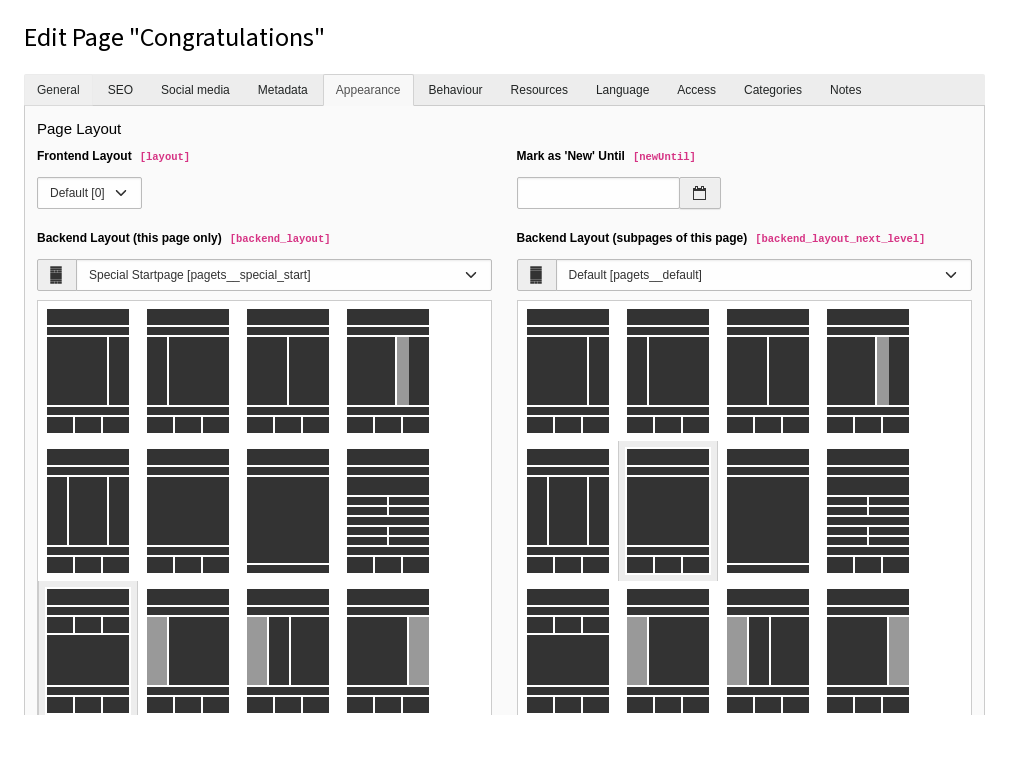 Edit Page "Congratulations"
General SEO Social media Metadata Appearance Behaviour Resources Language Access Categories Notes
Page Layout
Frontend Layout [layout] Mark as 'New' Until [newUntil]
Default [0]
Backend Layout (this page only) [backend_layout] Backend Layout (subpages of this page) [backend_layout_next_level]
Special Startpage [pagets__special_start] Default [pagets__default]